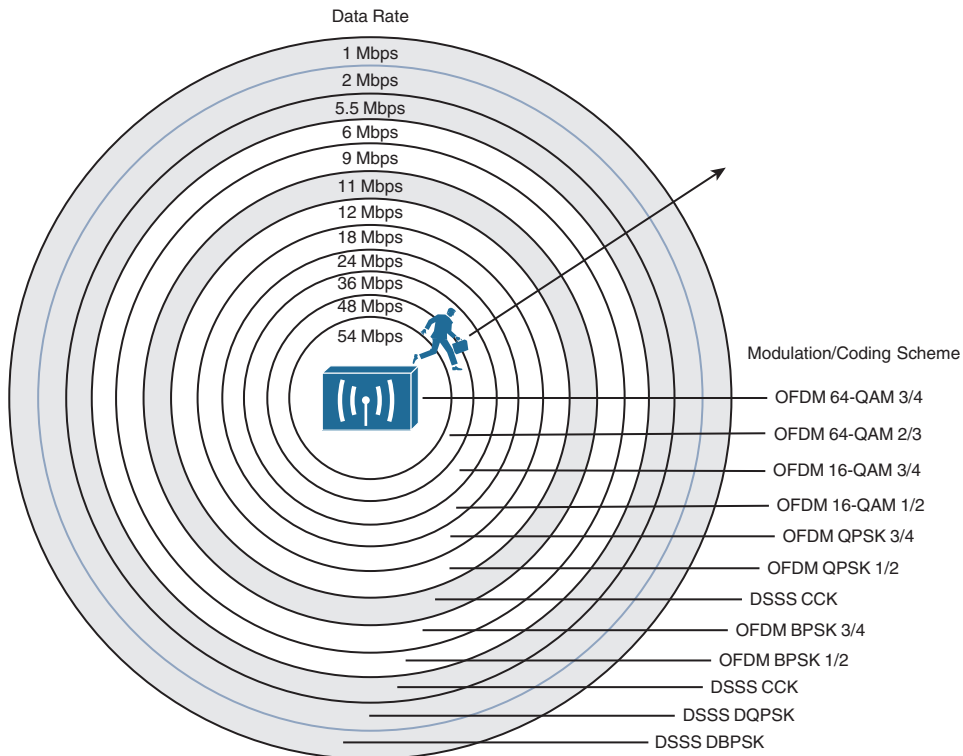 Data Rate
1 Mbps
2 Mbps
5.5 Mbps
6 Mbps
9 Mbps
11 Mbps
12 Mbps
18 Mbps
24 Mbps
36 Mbps
48 Mbps
54 Mbps
Modulation/Coding Scheme
OFDM 64-QAM 3/4
OFDM 64-QAM 2/3
OFDM 16-QAM 3/4
OFDM 16-QAM 1/2
OFDM QPSK 3/4
OFDM QPSK 1/2
DSSS CCK
OFDM BPSK 3/4
OFDM BPSK 1/2
DSSS CCK
DSSS DQPSK
DSSS DBPSK